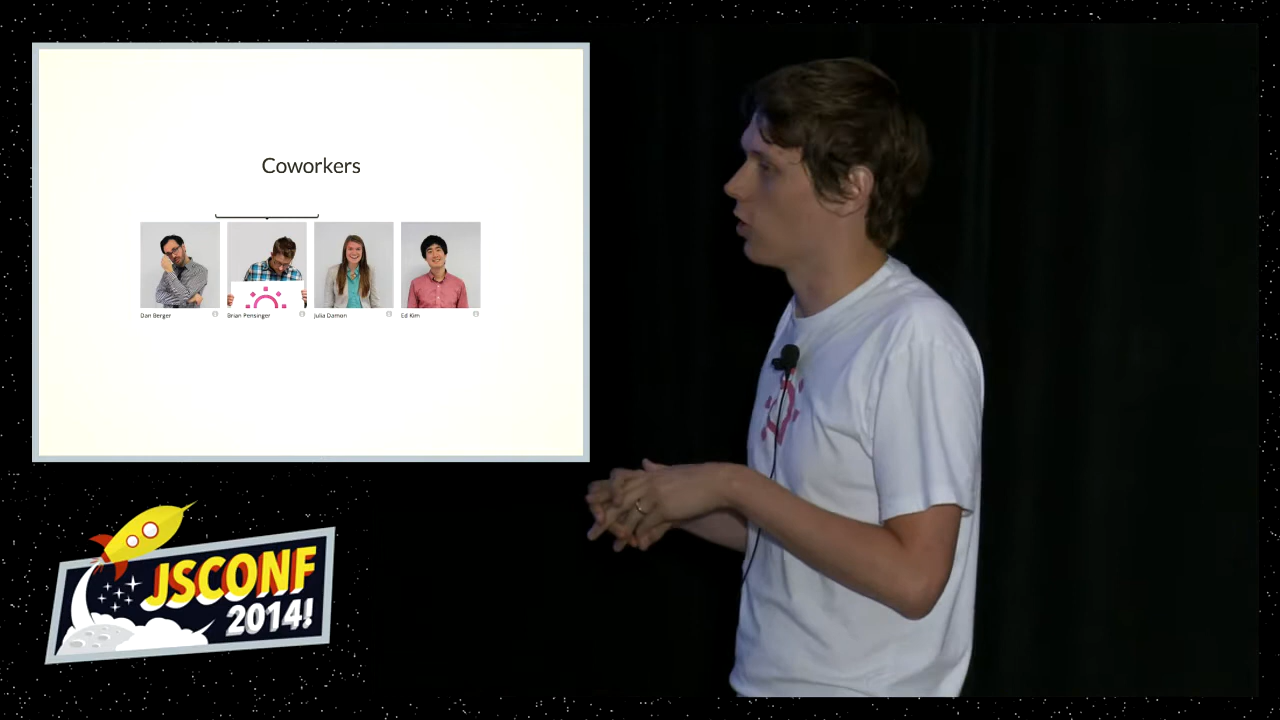 Coworkers
Dan Berger
Brian Pensinger
Julia Damon
Ed Kim
JSCONF
2014!